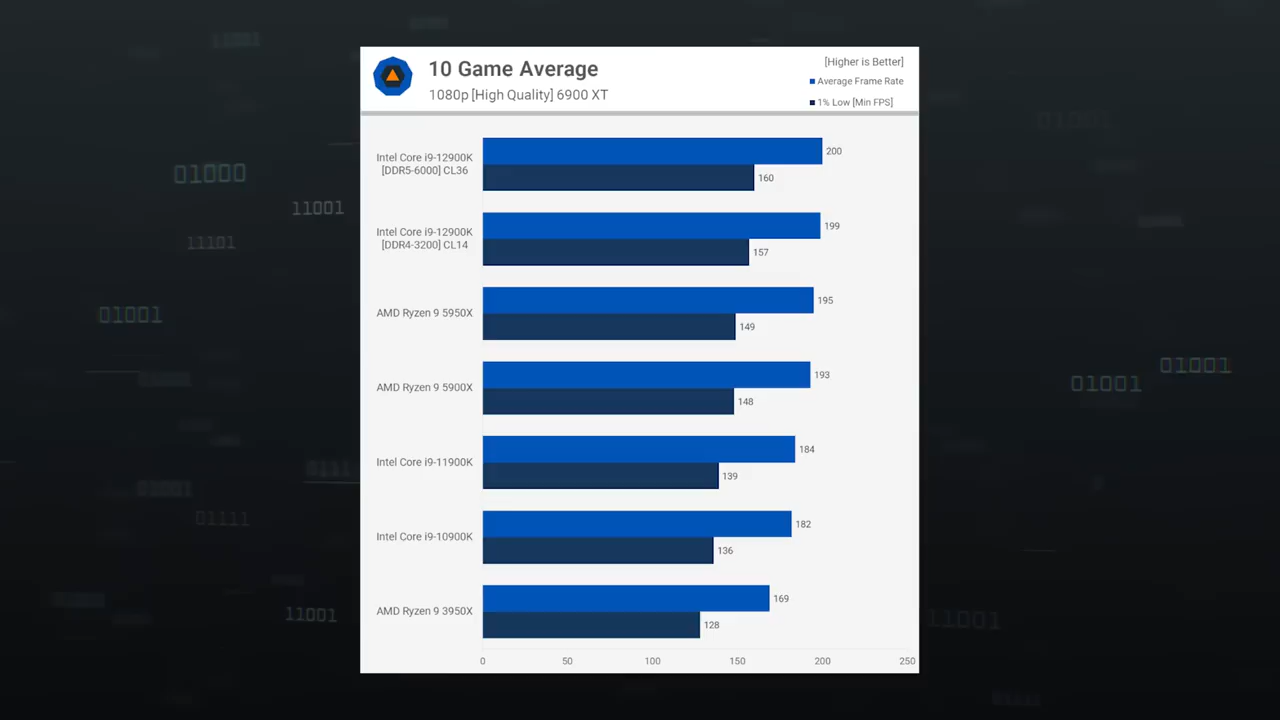 10 Game Average
1080p [High Quality] 6900 XT
[Higher is Better]
Average Frame Rate
1% Low [Min FPS]
Intel Core i9-12900K
[DDR5-6000] CL36
200
160
Intel Core i9-12900K
[DDR4-3200] CL14
199
157
AMD Ryzen 9 5950X
195
149
AMD Ryzen 9 5900X
193
148
Intel Core i9-11900K
184
139
Intel Core i9-10900K
182
136
AMD Ryzen 9 3950X
169
128
0 50 100 150 200 250
01000
11001
11101
01001
01001
01001
01111
11001
11001